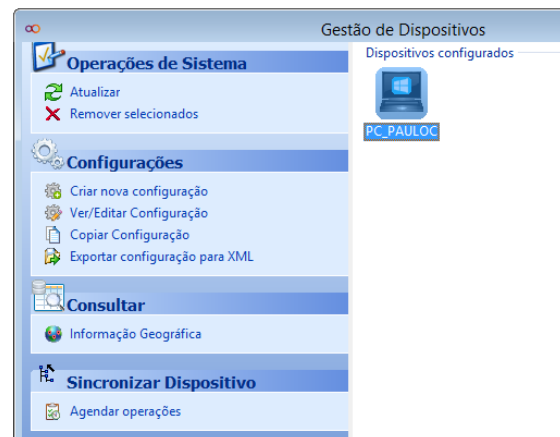 Gestão de Dispositivos
Operações de Sistema
Atualizar
Remover selecionados
Configurações
Criar nova configuração
Ver/Editar Configuração
Copiar Configuração
Exportar configuração para XML
Consultar
Informação Geográfica
Sincronizar Dispositivo
Agendar operações
Dispositivos configurados
PC_PAULOC